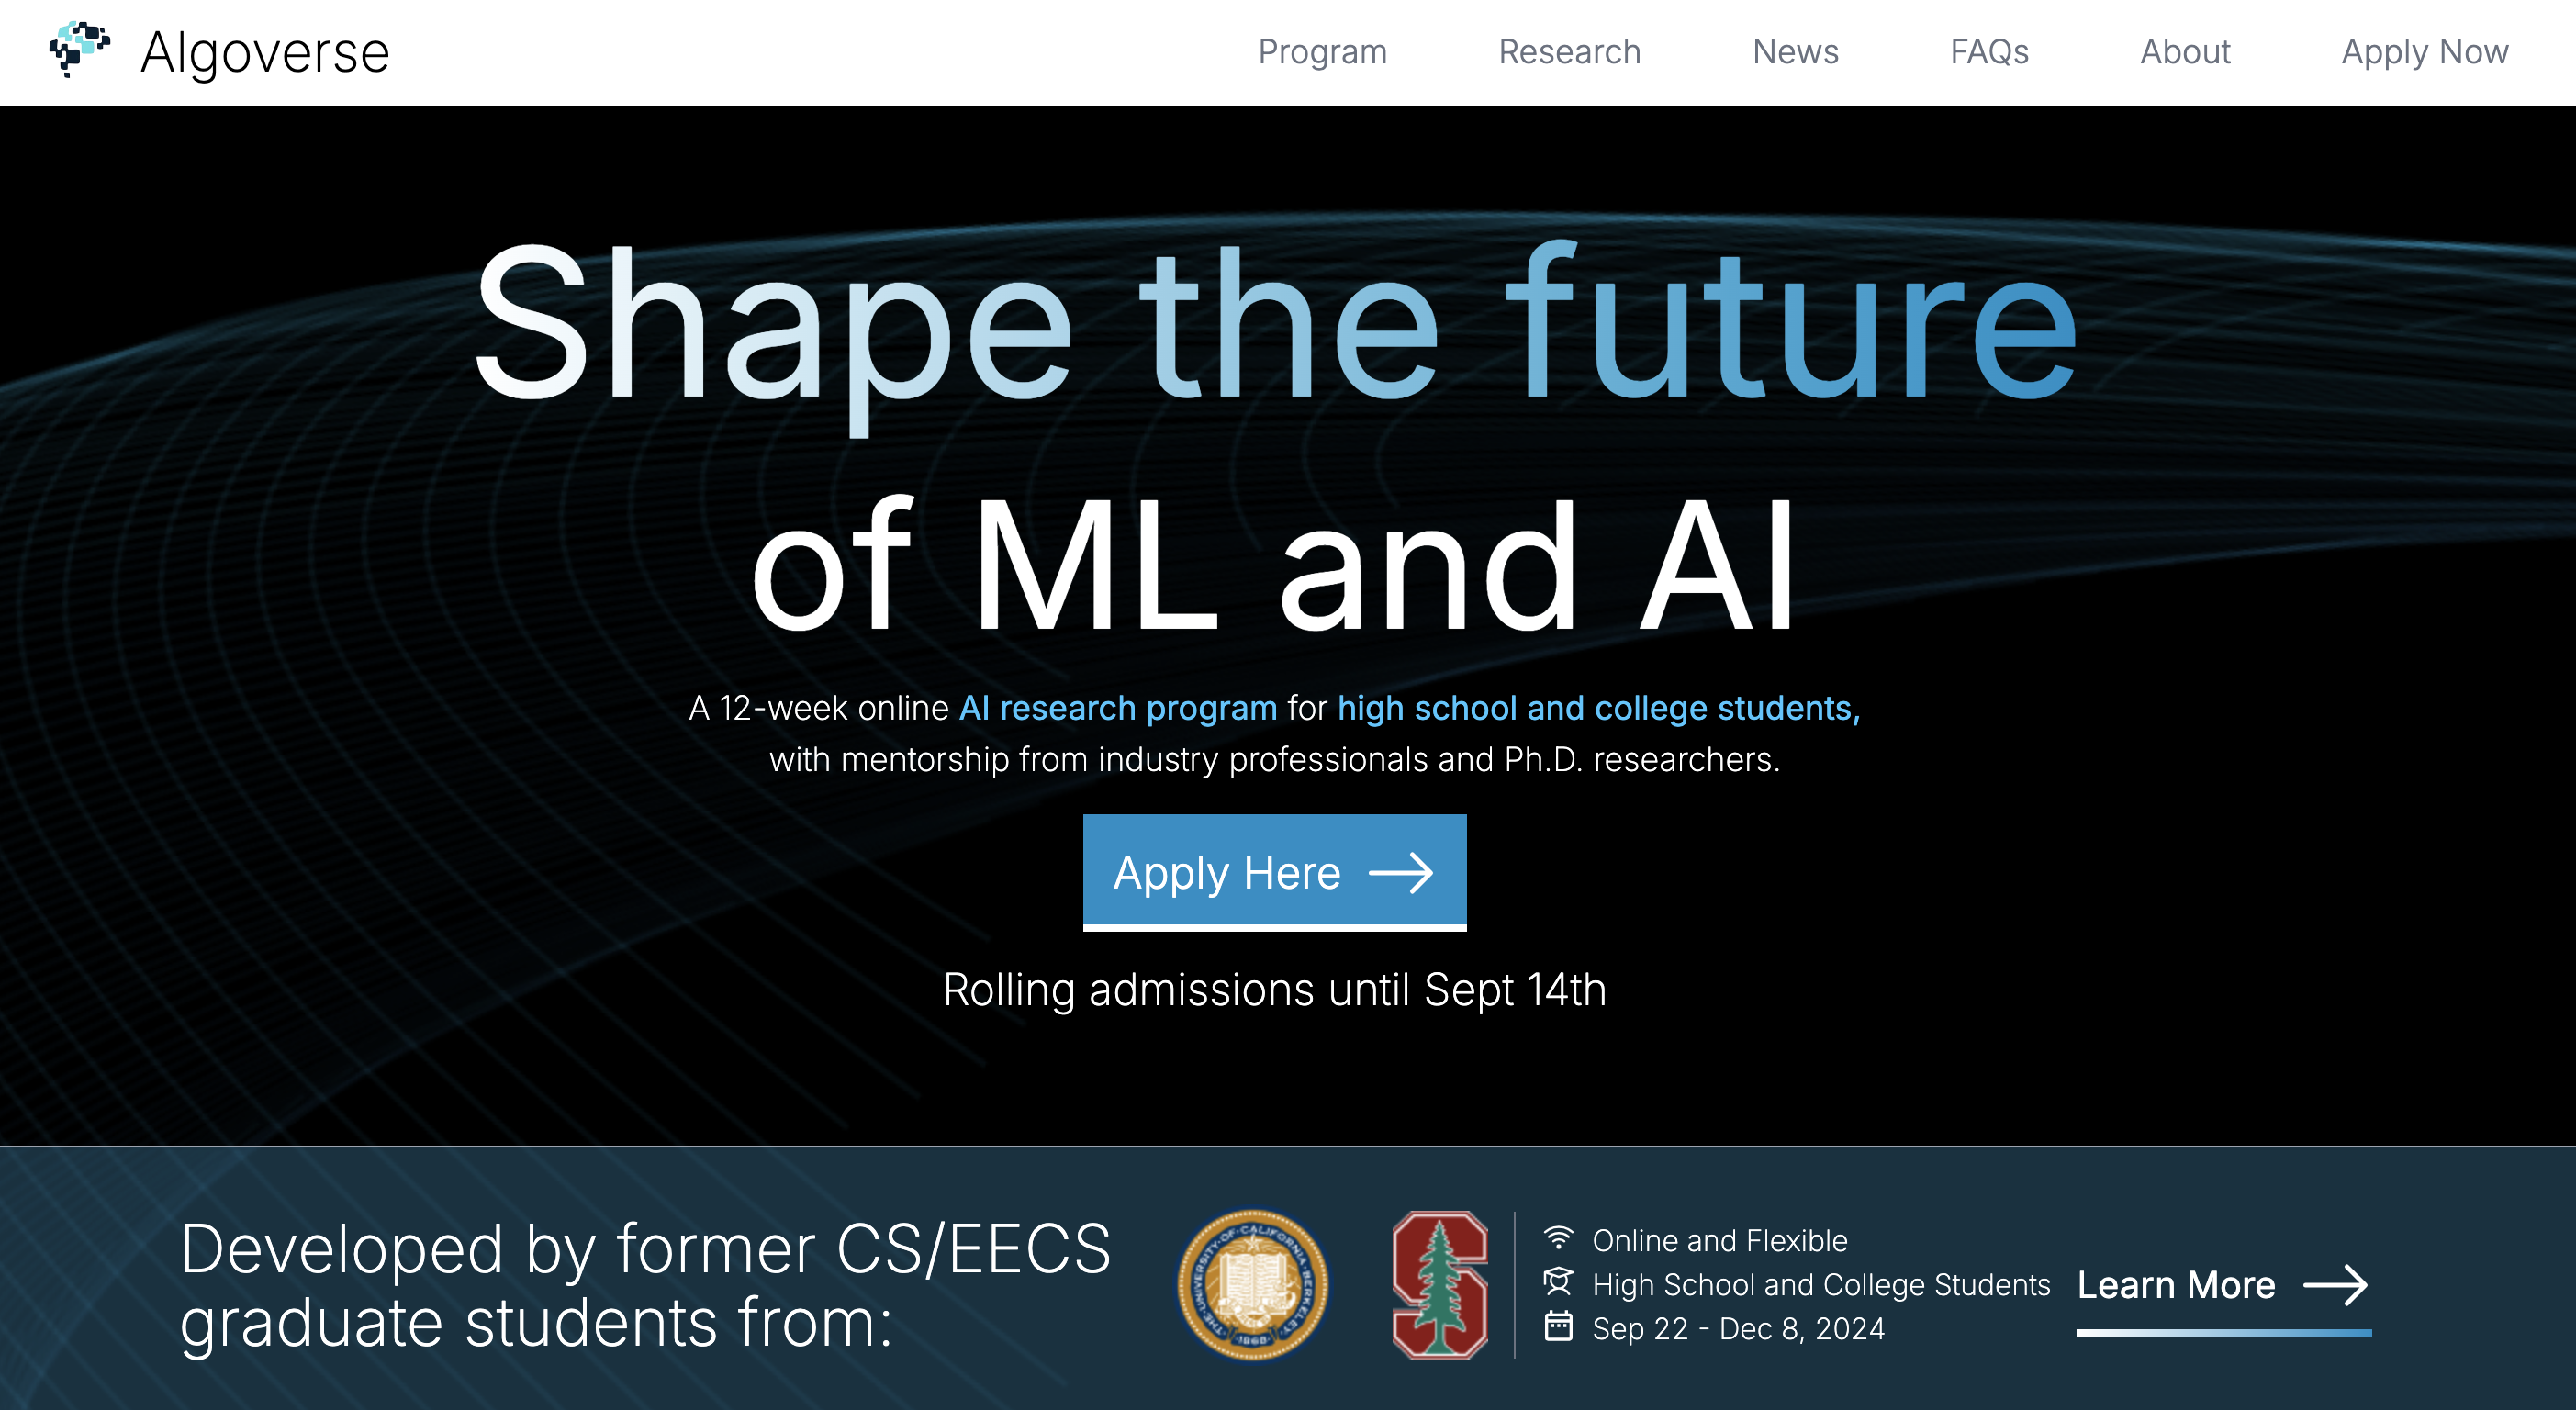 Algoverse
Program
Research
News
FAQs
About
Apply Now
Shape the future
of ML and AI
A 12-week online AI research program for high school and college students,
with mentorship from industry professionals and Ph.D. researchers.
Apply Here
Rolling admissions until Sept 14th
Developed by former CS/EECS
graduate students from:
THE · UNIVERSITY · OF · CALIFORNIA · BERKELEY ·
· 1868 ·
S
Online and Flexible
High School and College Students
Sep 22 - Dec 8, 2024
Learn More